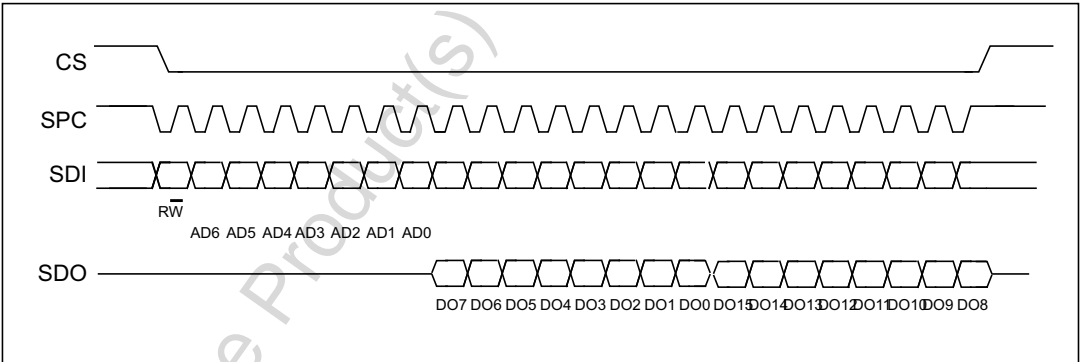 CS
SPC
SDI
RW
AD6 AD5 AD4 AD3 AD2 AD1 AD0
SDO
DO7 DO6 DO5 DO4 DO3 DO2 DO1 DO0 DO15 DO14 DO13 DO12 DO11 DO10 DO9 DO8
e Product(s)